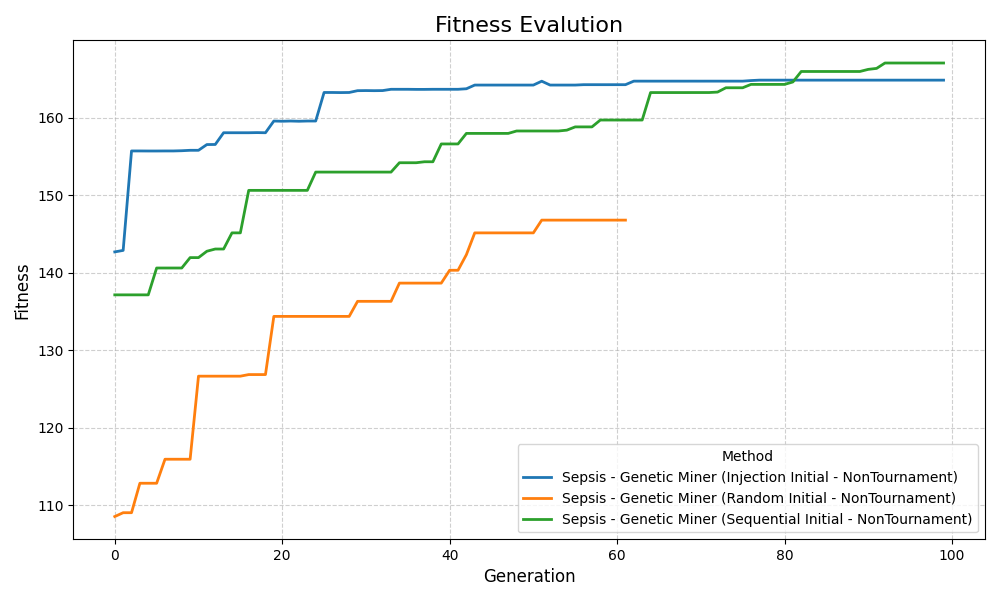 Fitness Evalution
Fitness
160
150
140
130
120
110
0
20
40
60
80
100
Generation
Method
Sepsis - Genetic Miner (Injection Initial - NonTournament)
Sepsis - Genetic Miner (Random Initial - NonTournament)
Sepsis - Genetic Miner (Sequential Initial - NonTournament)